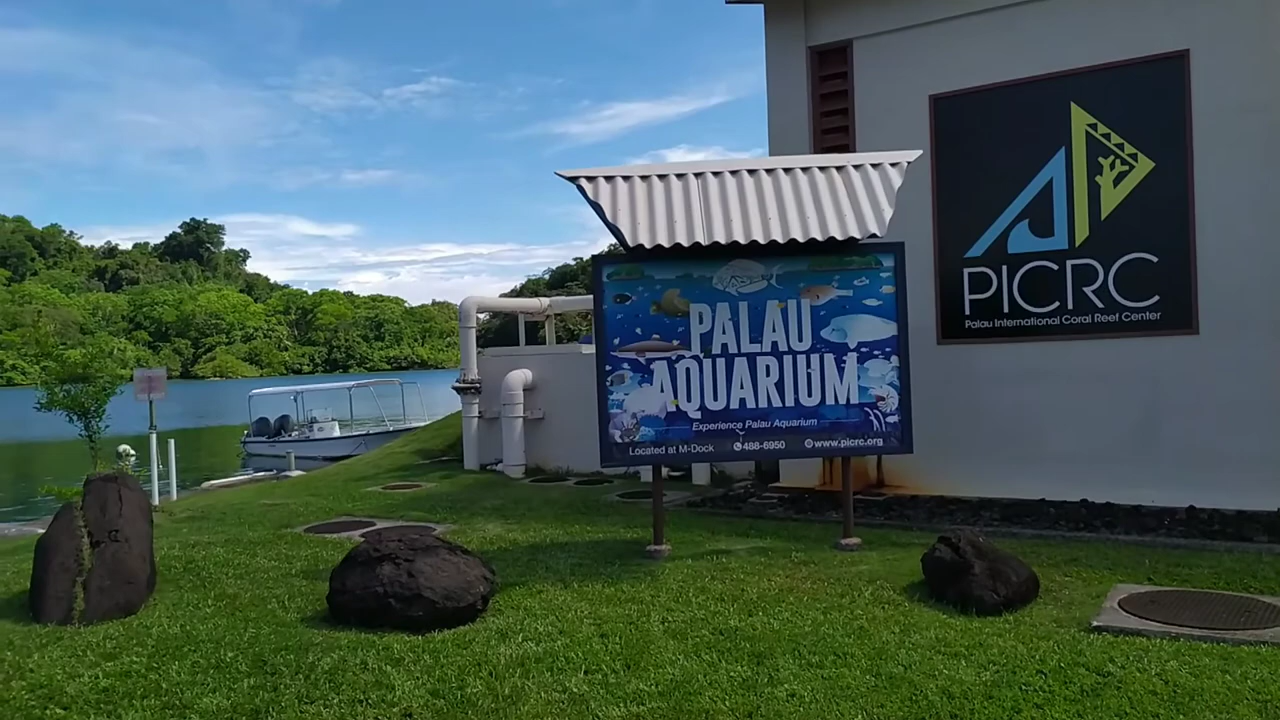 PALAU
AQUARIUM
Experience Palau Aquarium
Located at M-Dock 488-6950 www.picrc.org
PICRC
Palau International Coral Reef Center